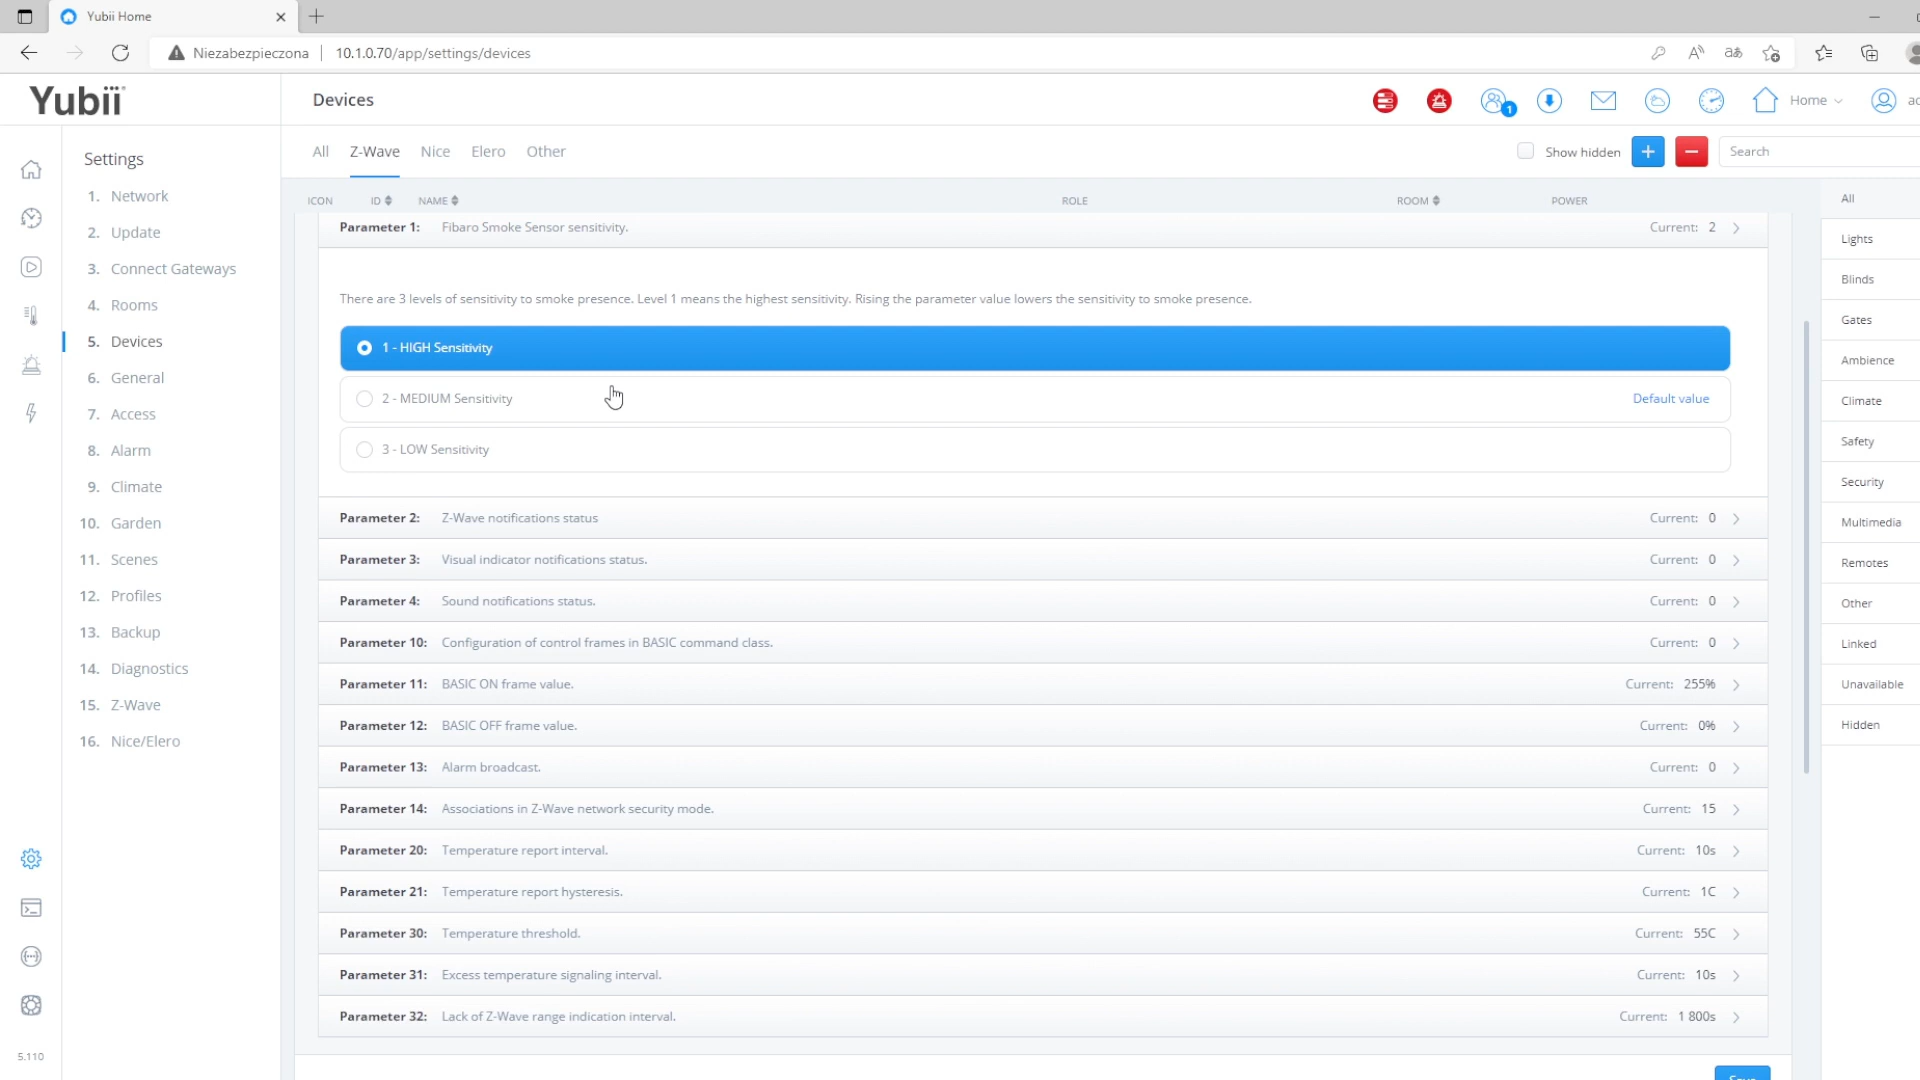 Yubii Home
Niezabezpieczona
10.1.0.70/app/settings/devices
Yubii
Devices
1
Home
Settings
1. Network
2. Update
3. Connect Gateways
4. Rooms
5. Devices
6. General
7. Access
8. Alarm
9. Climate
10. Garden
11. Scenes
12. Profiles
13. Backup
14. Diagnostics
15. Z-Wave
16. Nice/Elero
5.110
All Z-Wave Nice Elero Other
Show hidden
Search
ICON ID NAME ROLE ROOM POWER
Parameter 1: Fibaro Smoke Sensor sensitivity. Current: 2
There are 3 levels of sensitivity to smoke presence. Level 1 means the highest sensitivity. Rising the parameter value lowers the sensitivity to smoke presence.
1 - HIGH Sensitivity
2 - MEDIUM Sensitivity Default value
3 - LOW Sensitivity
Parameter 2: Z-Wave notifications status Current: 0
Parameter 3: Visual indicator notifications status. Current: 0
Parameter 4: Sound notifications status. Current: 0
Parameter 10: Configuration of control frames in BASIC command class. Current: 0
Parameter 11: BASIC ON frame value. Current: 255%
Parameter 12: BASIC OFF frame value. Current: 0%
Parameter 13: Alarm broadcast. Current: 0
Parameter 14: Associations in Z-Wave network security mode. Current: 15
Parameter 20: Temperature report interval. Current: 10s
Parameter 21: Temperature report hysteresis. Current: 1C
Parameter 30: Temperature threshold. Current: 55C
Parameter 31: Excess temperature signaling interval. Current: 10s
Parameter 32: Lack of Z-Wave range indication interval. Current: 1 800s
All
Lights
Blinds
Gates
Ambience
Climate
Safety
Security
Multimedia
Remotes
Other
Linked
Unavailable
Hidden